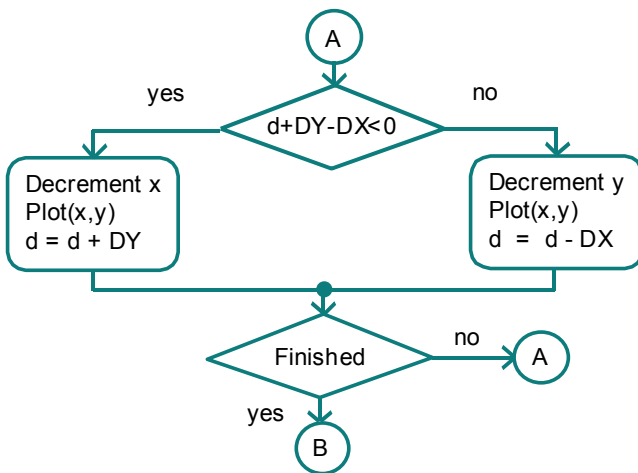 A
yes
no
d+DY-DX<0
Decrement x
Plot(x,y)
d = d + DY
Decrement y
Plot(x,y)
d = d - DX
Finished
no
A
yes
B